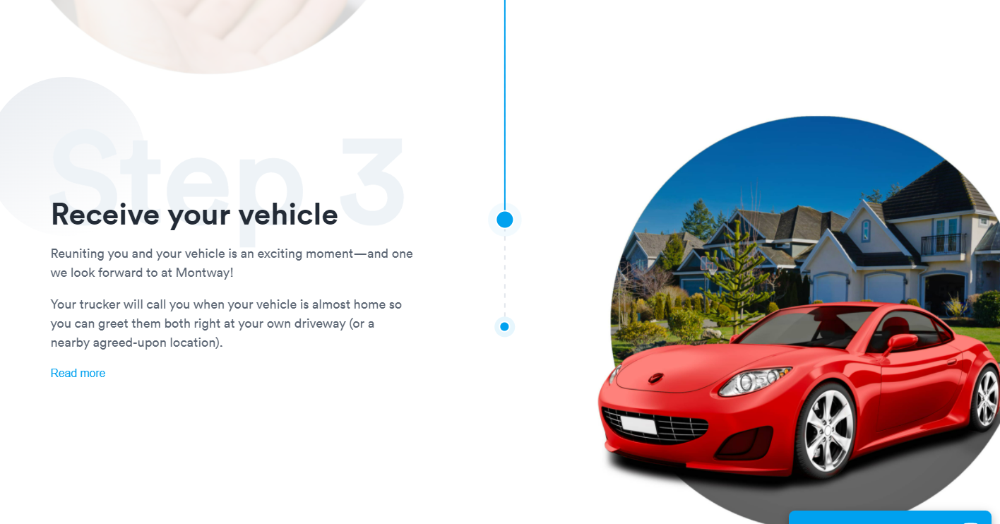 Step 3
Receive your vehicle
Reuniting you and your vehicle is an exciting moment—and one
we look forward to at Montway!
Your trucker will call you when your vehicle is almost home so
you can greet them both right at your own driveway (or a
nearby agreed-upon location).
Read more